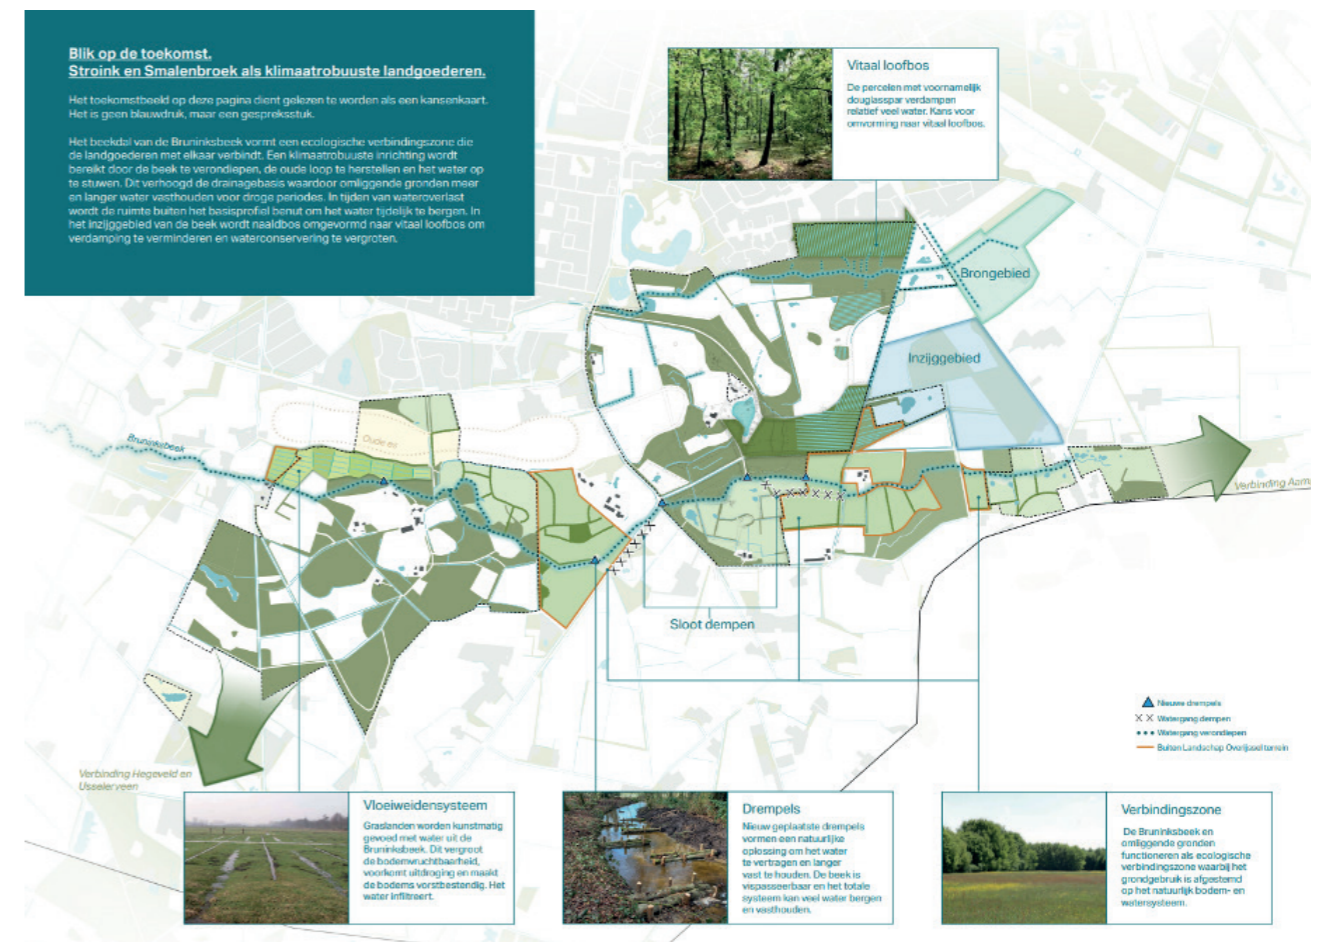 Blik op de toekomst.
Stroink en Smalenbroek als klimaatrobuuste landgoederen.
Het toekomstbeeld op deze pagina dient gelezen te worden als een kansenkaart.
Het is geen blauwdruk, maar een gespreksstuk.
Het beekdal van de Bruninksbeek vormt een ecologische verbindingszone die
de landgoederen met elkaar verbindt. Een klimaatrobuuste inrichting wordt
bereikt door de beek te verondiepen, de oude loop te herstellen en het water op
te stuwen. Dit verhoogd de drainagebasis waardoor omliggende gronden meer
en langer water vasthouden voor droge periodes. In tijden van wateroverlast
wordt de ruimte buiten het basisprofiel benut om het water tijdelijk te bergen. In
het inzijggebied van de beek wordt naaldbos omgevormd naar vitaal loofbos om
verdamping te verminderen en waterconservering te vergroten.
Vitaal loofbos
De percelen met voornamelijk
douglasspar verdampen
relatief veel water. Kans voor
omvorming naar vitaal loofbos.
Brongebied
Inzijggebied
Oude es
Bruninksbeek
Verbinding Aam
Sloot dempen
Nieuwe drempels
Watergang dempen
Watergang verondiepen
Buiten Landschap Overijssel terrein
Verbinding Hegeveld en
Usselerveen
Vloeiweidensysteem
Graslanden worden kunstmatig
gevoed met water uit de
Bruninksbeek. Dit vergroot
de bodemvruchtbaarheid,
voorkomt uitdroging en maakt
de bodems vorstbestendig. Het
water infiltreert.
Drempels
Nieuw geplaatste drempels
vormen een natuurlijke
oplossing om het water
te vertragen en langer
vast te houden. De beek is
vispasseerbaar en het totale
systeem kan veel water bergen
en vasthouden.
Verbindingszone
De Bruninksbeek en
omliggende gronden
functioneren als ecologische
verbindingszone waarbij het
grondgebruik is afgestemd
op het natuurlijk bodem- en
watersysteem.